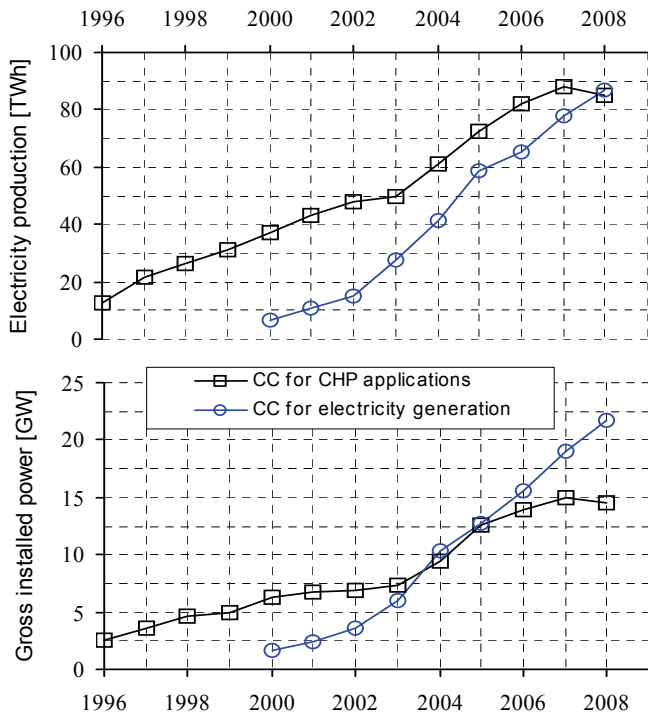 1996 1998 2000 2002 2004 2006 2008
100
80
60
40
20
0
Electricity production [TWh]
25
20
15
10
5
0
Gross installed power [GW]
CC for CHP applications
CC for electricity generation
1996 1998 2000 2002 2004 2006 2008